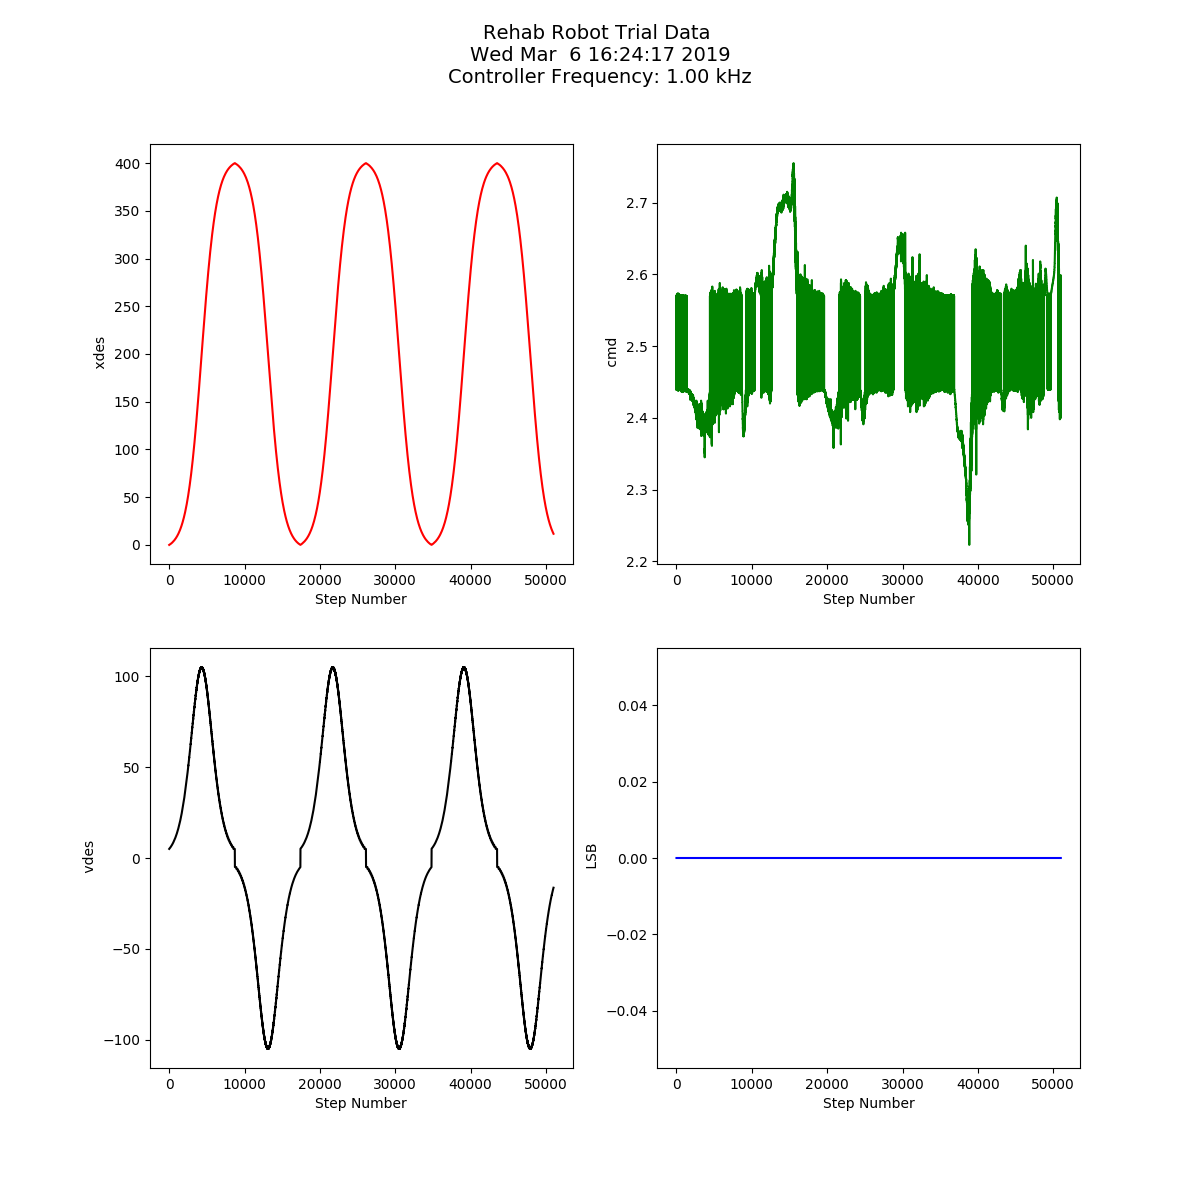 Rehab Robot Trial Data
Wed Mar  6 16:24:17 2019
Controller Frequency: 1.00 kHz
400
350
300
250
200
150
100
50
0
xdes
0 10000 20000 30000 40000 50000
Step Number
2.7
2.6
2.5
2.4
2.3
2.2
cmd
0 10000 20000 30000 40000 50000
Step Number
100
50
0
−50
−100
vdes
0 10000 20000 30000 40000 50000
Step Number
0.04
0.02
0.00
−0.02
−0.04
LSB
0 10000 20000 30000 40000 50000
Step Number